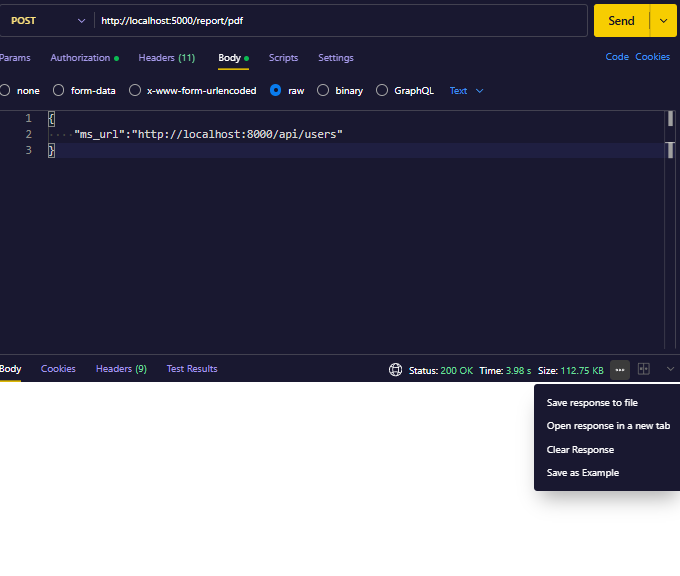 POST http://localhost:5000/report/pdf Send
Params Authorization Headers (11) Body Scripts Settings Code Cookies
none form-data x-www-form-urlencoded raw binary GraphQL Text
1 {
2 "ms_url":"http://localhost:8000/api/users"
3 }
Body Cookies Headers (9) Test Results Status: 200 OK Time: 3.98 s Size: 112.75 KB
Save response to file
Open response in a new tab
Clear Response
Save as Example